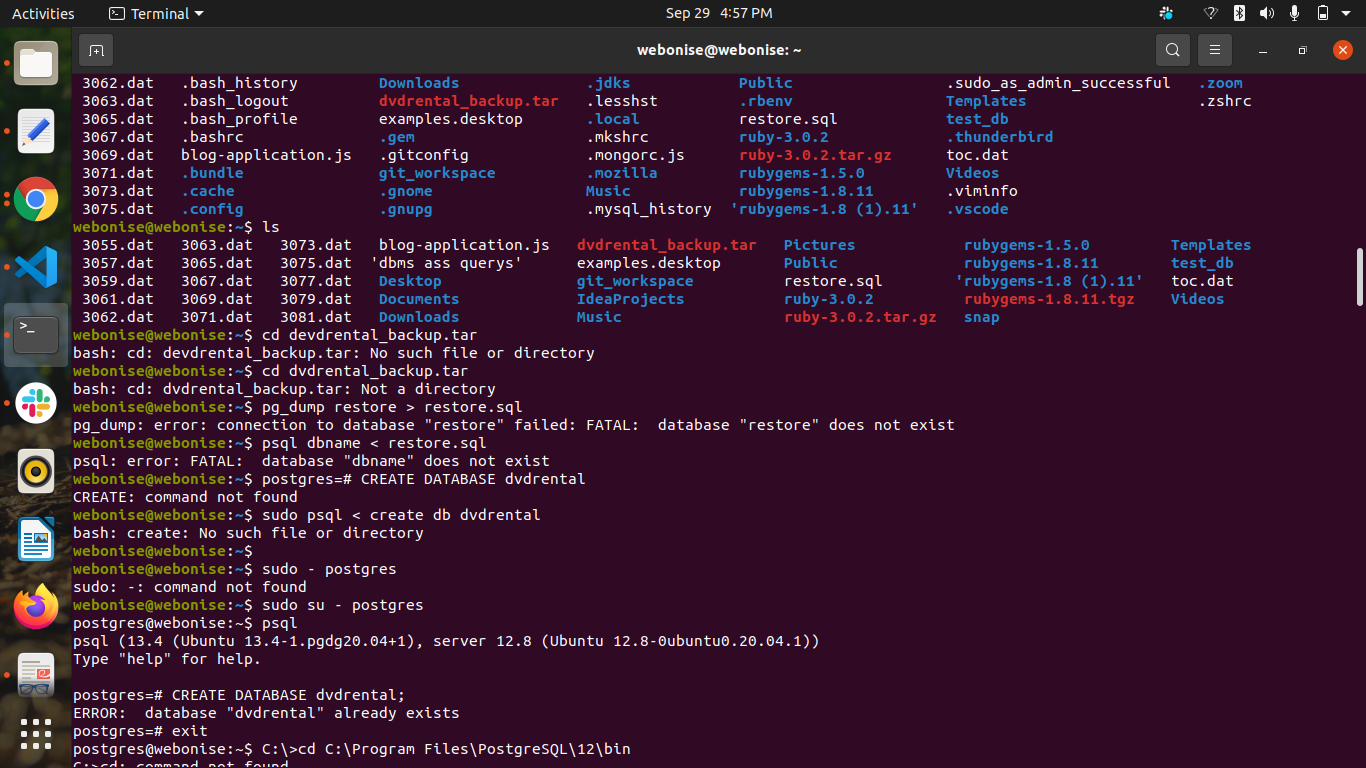 Activities Terminal Sep 29 4:57 PM
webonise@webonise: ~
3062.dat .bash_history Downloads .jdks Public .sudo_as_admin_successful .zoom
3063.dat .bash_logout dvdrental_backup.tar .lesshst .rbenv Templates .zshrc
3065.dat .bash_profile examples.desktop .local restore.sql test_db
3067.dat .bashrc .gem .mkshrc ruby-3.0.2 .thunderbird
3069.dat blog-application.js .gitconfig .mongorc.js ruby-3.0.2.tar.gz toc.dat
3071.dat .bundle git_workspace .mozilla rubygems-1.5.0 Videos
3073.dat .cache .gnome Music rubygems-1.8.11 .viminfo
3075.dat .config .gnupg .mysql_history 'rubygems-1.8 (1).11' .vscode
webonise@webonise:~$ ls
3055.dat 3063.dat 3073.dat blog-application.js dvdrental_backup.tar Pictures rubygems-1.5.0 Templates
3057.dat 3065.dat 3075.dat 'dbms ass querys' examples.desktop Public rubygems-1.8.11 test_db
3059.dat 3067.dat 3077.dat Desktop git_workspace restore.sql 'rubygems-1.8 (1).11' toc.dat
3061.dat 3069.dat 3079.dat Documents IdeaProjects ruby-3.0.2 rubygems-1.8.11.tgz Videos
3062.dat 3071.dat 3081.dat Downloads Music ruby-3.0.2.tar.gz snap
webonise@webonise:~$ cd devdrental_backup.tar
bash: cd: devdrental_backup.tar: No such file or directory
webonise@webonise:~$ cd dvdrental_backup.tar
bash: cd: dvdrental_backup.tar: Not a directory
webonise@webonise:~$ pg_dump restore > restore.sql
pg_dump: error: connection to database "restore" failed: FATAL:  database "restore" does not exist
webonise@webonise:~$ psql dbname < restore.sql
psql: error: FATAL:  database "dbname" does not exist
webonise@webonise:~$ postgres=# CREATE DATABASE dvdrental
CREATE: command not found
webonise@webonise:~$ sudo psql < create db dvdrental
bash: create: No such file or directory
webonise@webonise:~$
webonise@webonise:~$ sudo - postgres
sudo: -: command not found
webonise@webonise:~$ sudo su - postgres
postgres@webonise:~$ psql
psql (13.4 (Ubuntu 13.4-1.pgdg20.04+1), server 12.8 (Ubuntu 12.8-0ubuntu0.20.04.1))
Type "help" for help.
postgres=# CREATE DATABASE dvdrental;
ERROR:  database "dvdrental" already exists
postgres=# exit
postgres@webonise:~$ C:\>cd C:\Program Files\PostgreSQL\12\bin
C:>cd: command not found